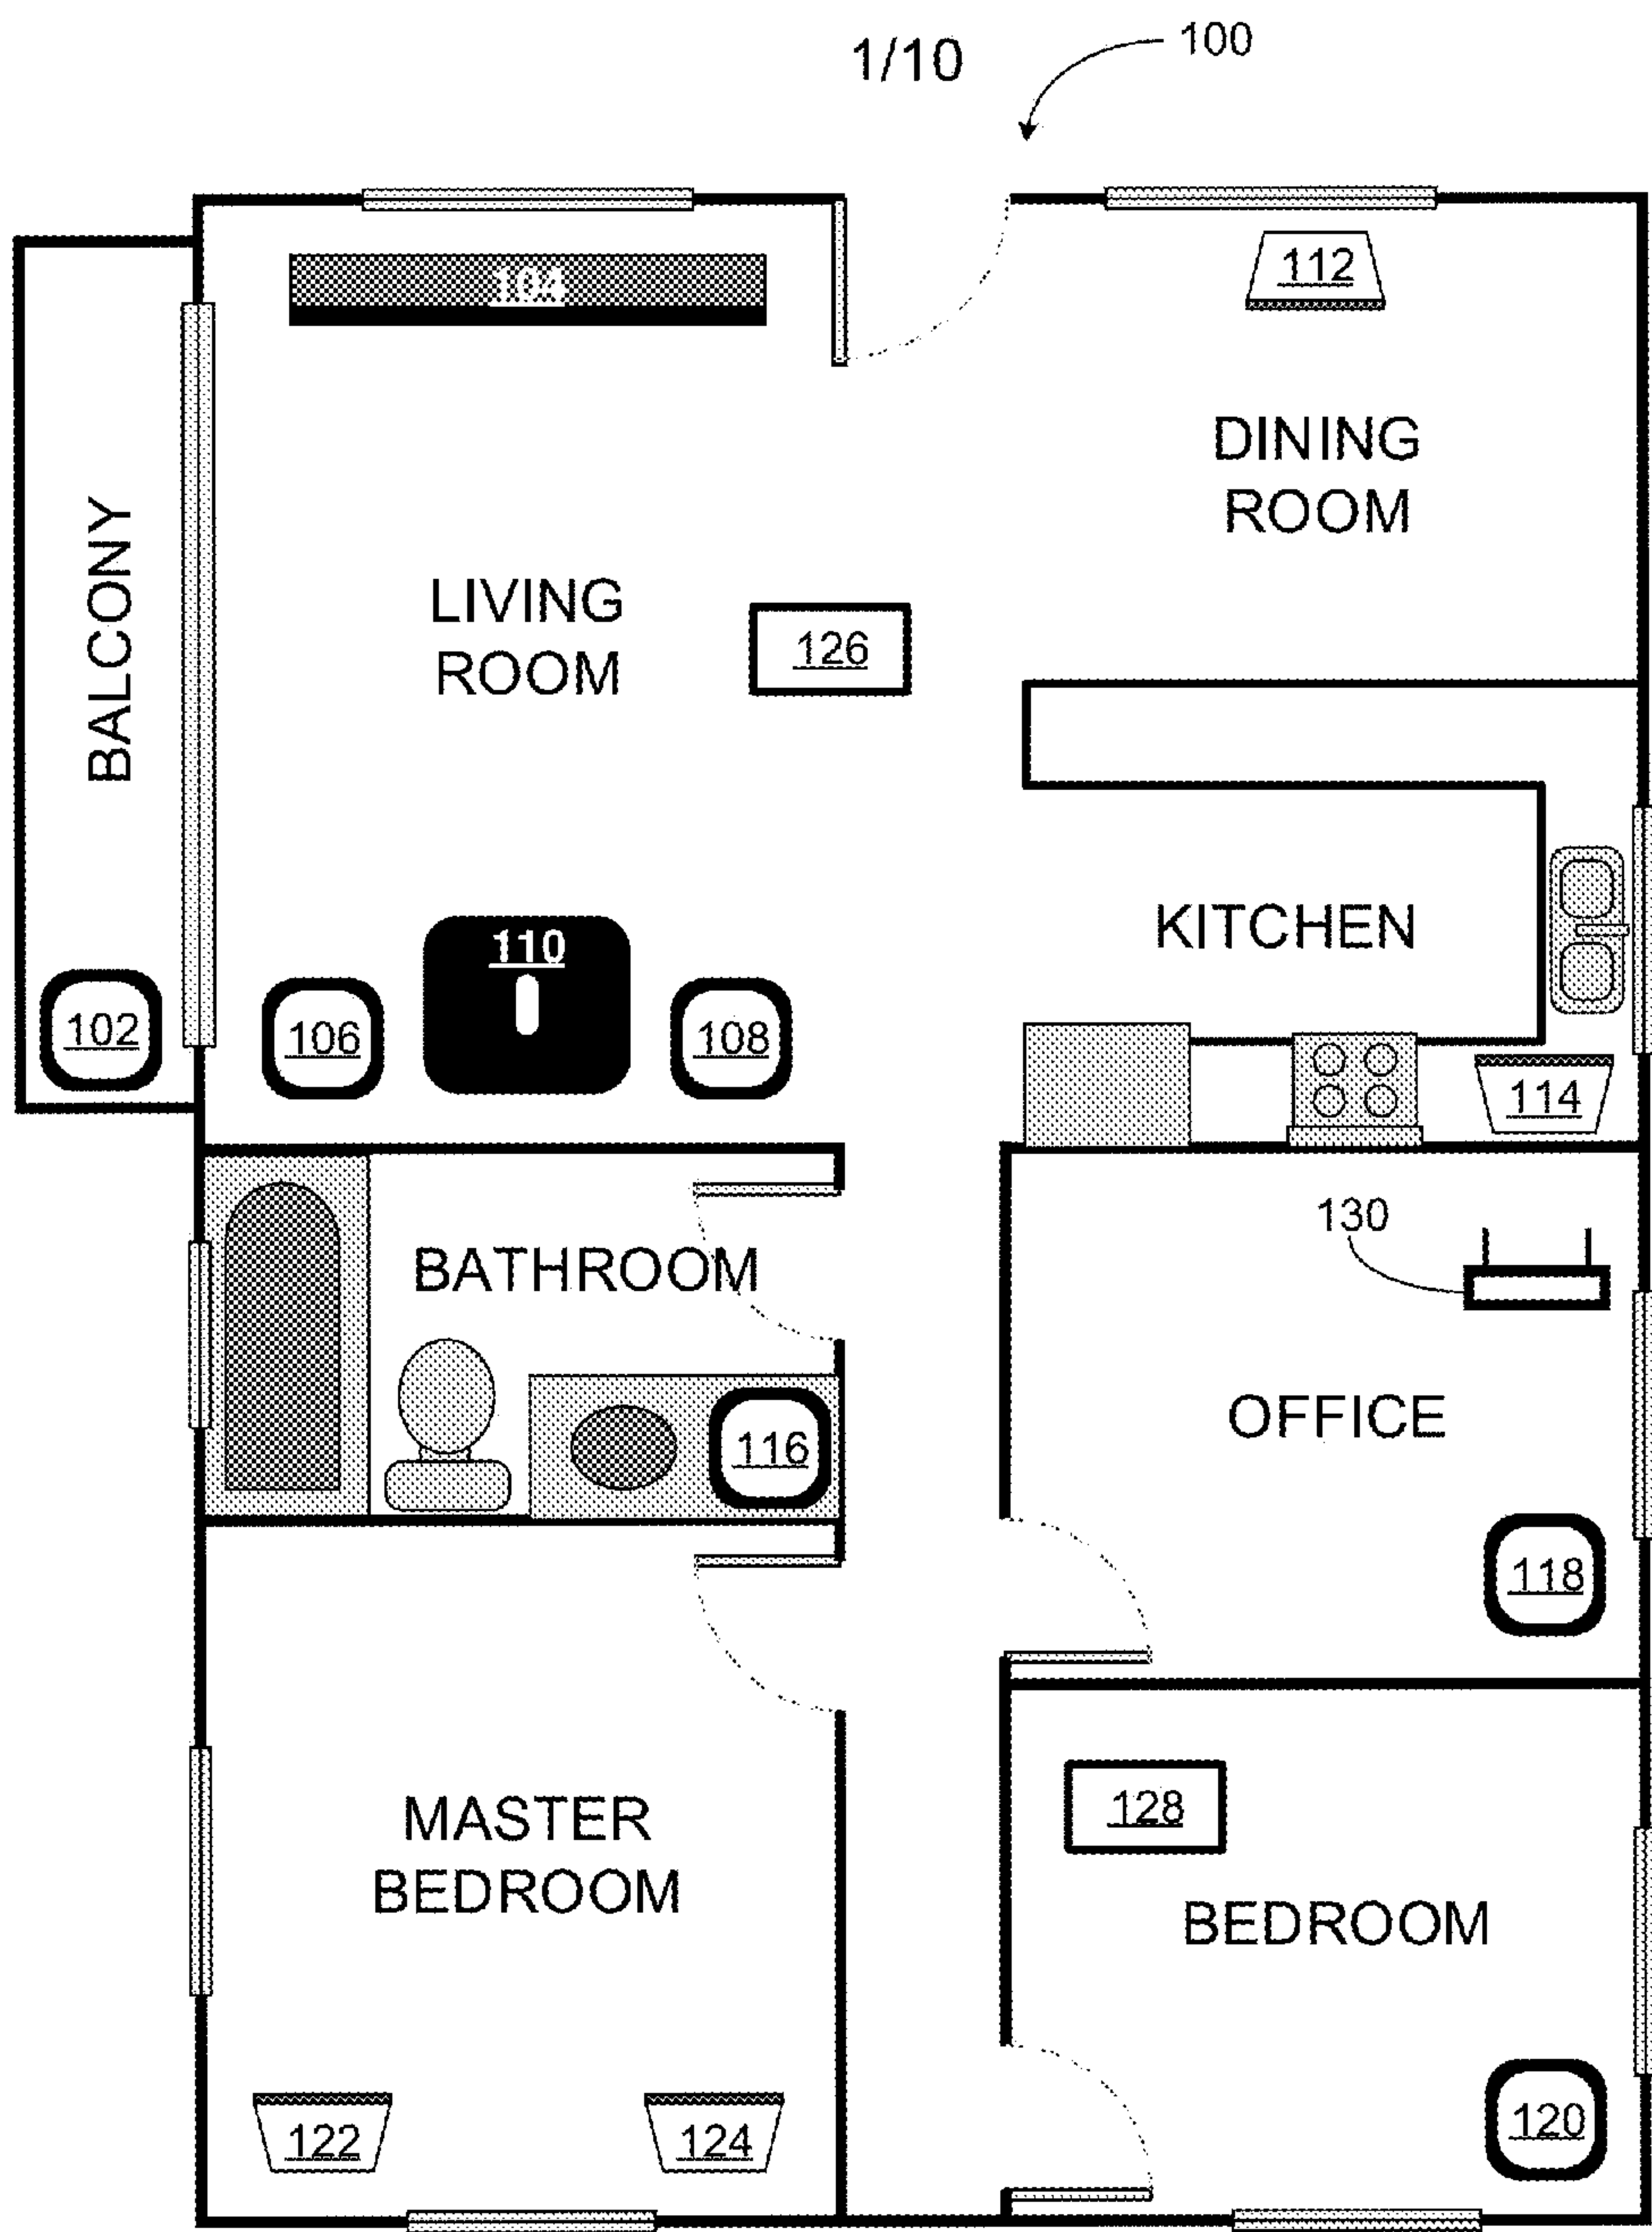 1/10
100
104
112
DINING
ROOM
BALCONY
LIVING
ROOM
126
KITCHEN
110
102
106
108
114
130
BATHROOM
OFFICE
116
118
128
MASTER
BEDROOM
BEDROOM
120
122
124